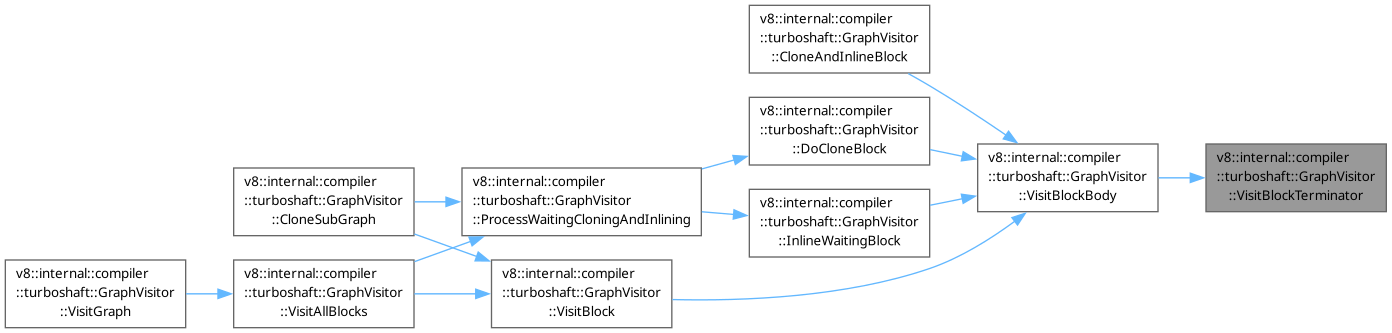 v8::internal::compiler
::turboshaft::GraphVisitor
::CloneAndInlineBlock
v8::internal::compiler
::turboshaft::GraphVisitor
::DoCloneBlock
v8::internal::compiler
::turboshaft::GraphVisitor
::VisitBlockBody
v8::internal::compiler
::turboshaft::GraphVisitor
::VisitBlockTerminator
v8::internal::compiler
::turboshaft::GraphVisitor
::CloneSubGraph
v8::internal::compiler
::turboshaft::GraphVisitor
::ProcessWaitingCloningAndInlining
v8::internal::compiler
::turboshaft::GraphVisitor
::InlineWaitingBlock
v8::internal::compiler
::turboshaft::GraphVisitor
::VisitGraph
v8::internal::compiler
::turboshaft::GraphVisitor
::VisitAllBlocks
v8::internal::compiler
::turboshaft::GraphVisitor
::VisitBlock